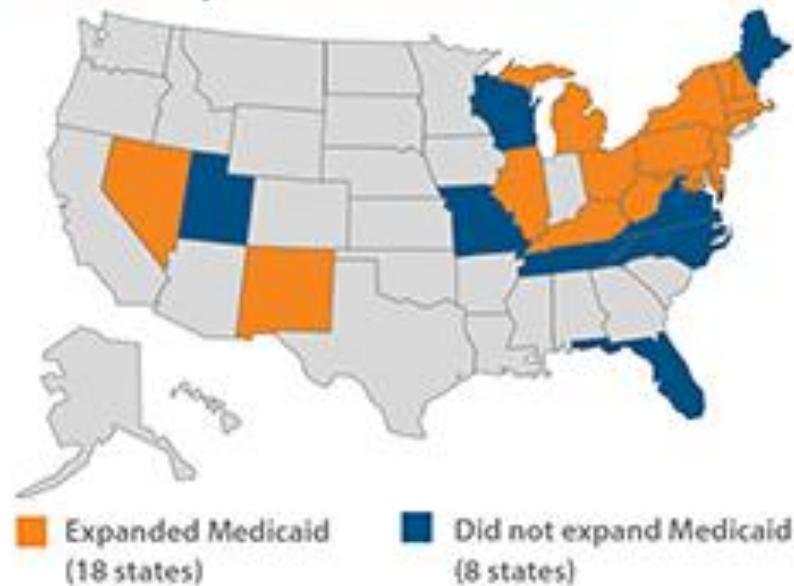 Expanded Medicaid
(18 states)
Did not expand Medicaid
(8 states)